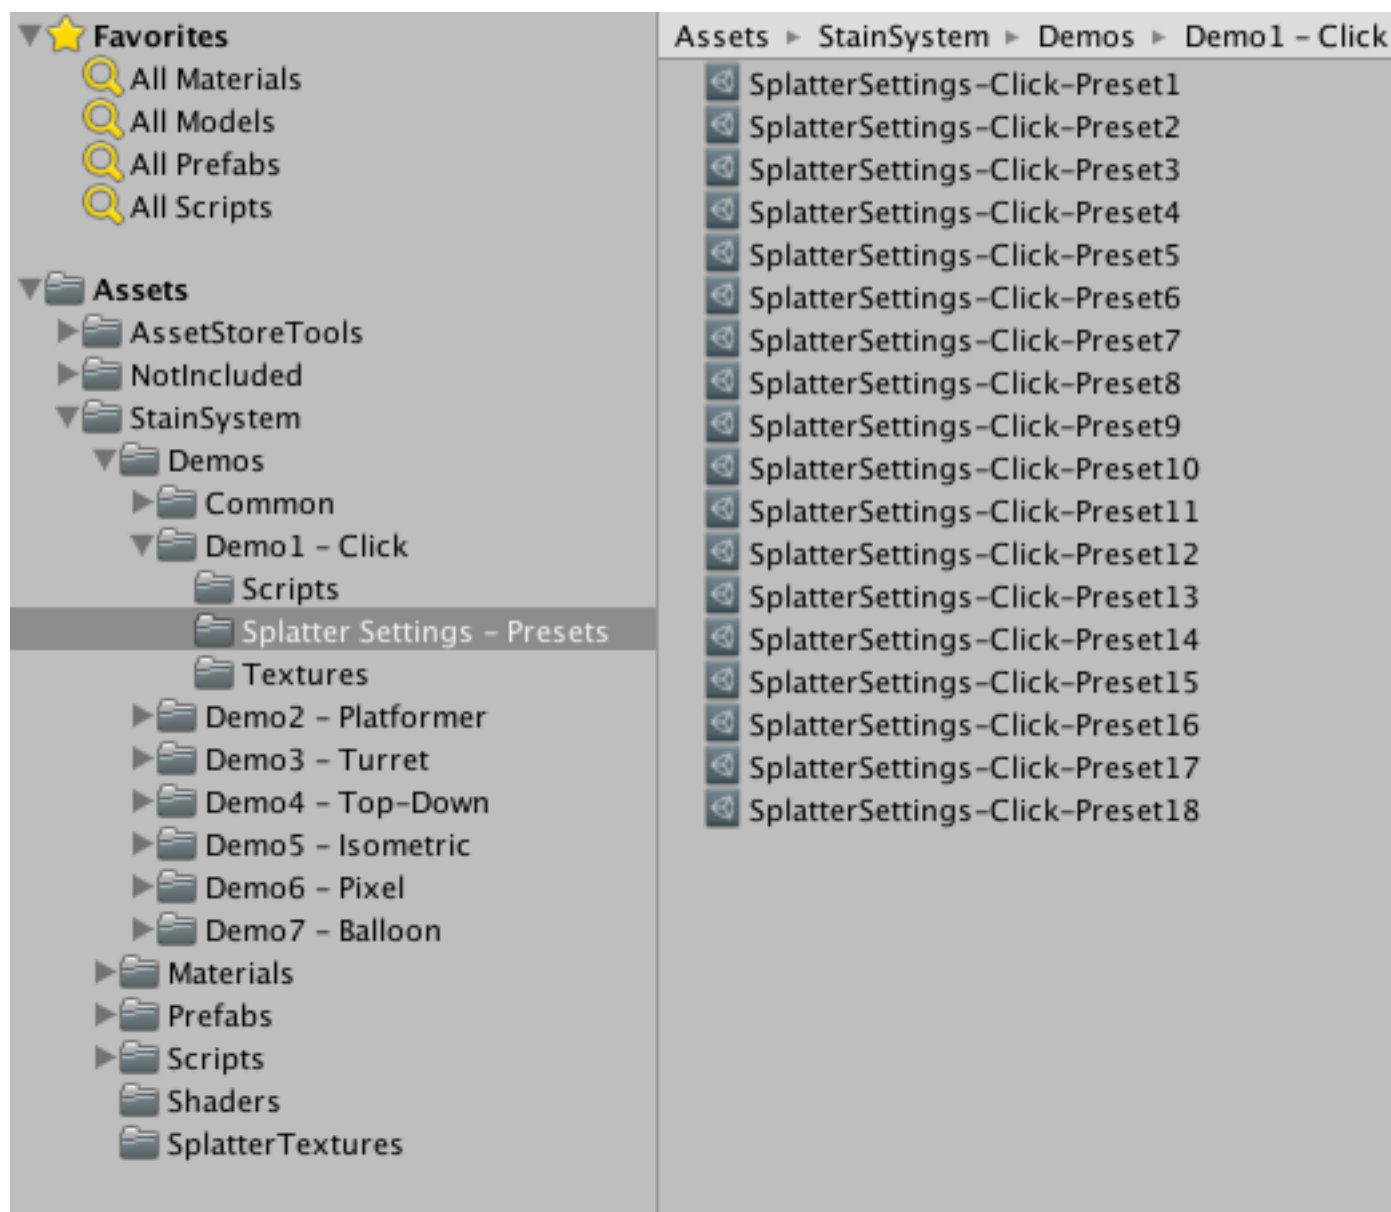 Favorites
All Materials
All Models
All Prefabs
All Scripts
Assets
AssetStoreTools
NotIncluded
StainSystem
Demos
Common
Demo1 – Click
Scripts
Splatter Settings – Presets
Textures
Demo2 – Platformer
Demo3 – Turret
Demo4 – Top–Down
Demo5 – Isometric
Demo6 – Pixel
Demo7 – Balloon
Materials
Prefabs
Scripts
Shaders
SplatterTextures
Assets ▸ StainSystem ▸ Demos ▸ Demo1 – Click
SplatterSettings–Click–Preset1
SplatterSettings–Click–Preset2
SplatterSettings–Click–Preset3
SplatterSettings–Click–Preset4
SplatterSettings–Click–Preset5
SplatterSettings–Click–Preset6
SplatterSettings–Click–Preset7
SplatterSettings–Click–Preset8
SplatterSettings–Click–Preset9
SplatterSettings–Click–Preset10
SplatterSettings–Click–Preset11
SplatterSettings–Click–Preset12
SplatterSettings–Click–Preset13
SplatterSettings–Click–Preset14
SplatterSettings–Click–Preset15
SplatterSettings–Click–Preset16
SplatterSettings–Click–Preset17
SplatterSettings–Click–Preset18